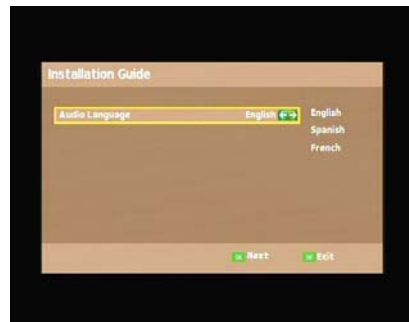 Installation Guide
Audio Language English English
Spanish
French
Next Exit